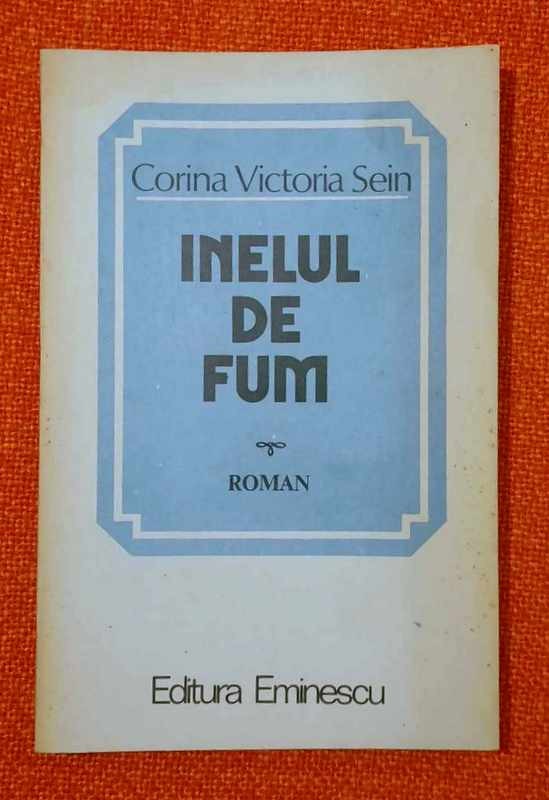 Corina Victoria Sein
INELUL
DE
FUM
ROMAN
Editura Eminescu